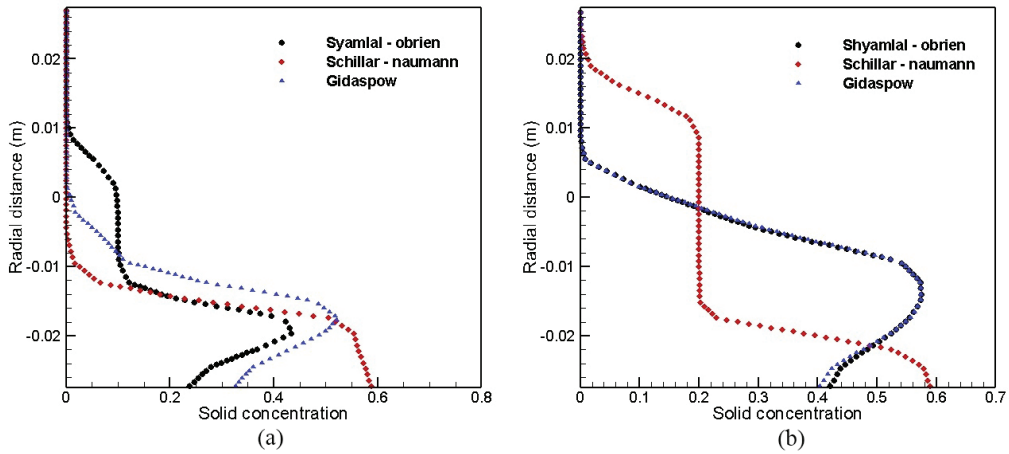 Syamlal - obrien
Schillar - naumann
Gidaspow
0.02
0.01
0
-0.01
-0.02
Radial distance (m)
0
0.2
0.4
0.6
0.8
Solid concentration
(a)
Shyamlal - obrien
Schillar - naumann
Gidaspow
0.02
0.01
0
-0.01
-0.02
Radial distance (m)
0
0.1
0.2
0.3
0.4
0.5
0.6
0.7
Solid concentration
(b)